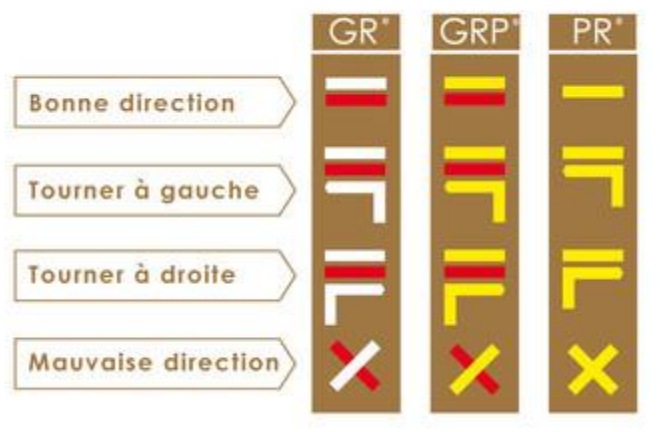 GR® GRP® PR®
Bonne direction
Tourner à gauche
Tourner à droite
Mauvaise direction